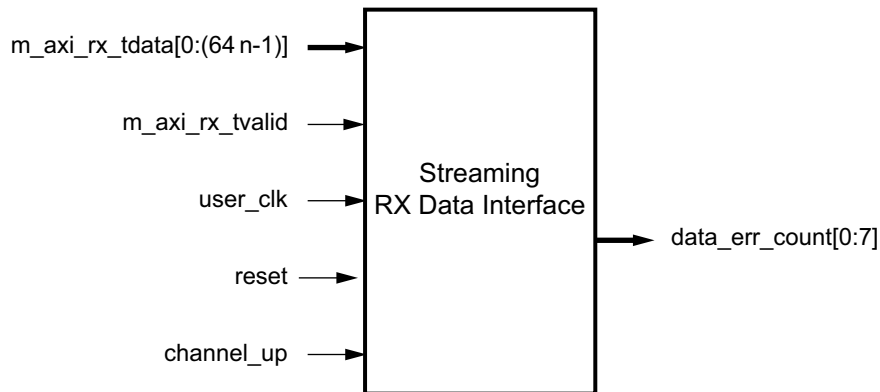 m_axi_rx_tdata[0:(64 n-1)]
m_axi_rx_tvalid
user_clk
reset
channel_up
Streaming
RX Data Interface
data_err_count[0:7]